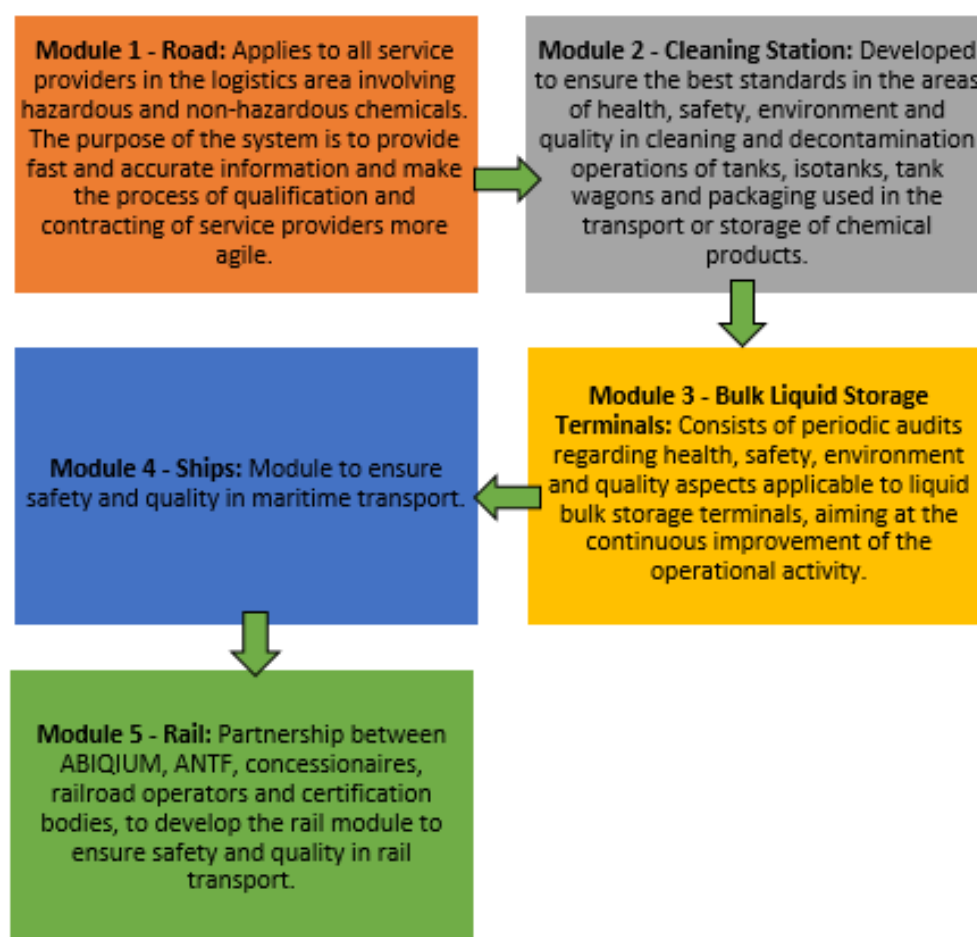 Module 1 - Road: Applies to all service
providers in the logistics area involving
hazardous and non-hazardous chemicals.
The purpose of the system is to provide
fast and accurate information and make
the process of qualification and
contracting of service providers more
agile.
Module 2 - Cleaning Station: Developed
to ensure the best standards in the areas
of health, safety, environment and
quality in cleaning and decontamination
operations of tanks, isotanks, tank
wagons and packaging used in the
transport or storage of chemical
products.
Module 3 - Bulk Liquid Storage
Terminals: Consists of periodic audits
regarding health, safety, environment
and quality aspects applicable to liquid
bulk storage terminals, aiming at the
continuous improvement of the
operational activity.
Module 4 - Ships: Module to ensure
safety and quality in maritime transport.
Module 5 - Rail: Partnership between
ABIQIUM, ANTF, concessionaires,
railroad operators and certification
bodies, to develop the rail module to
ensure safety and quality in rail
transport.